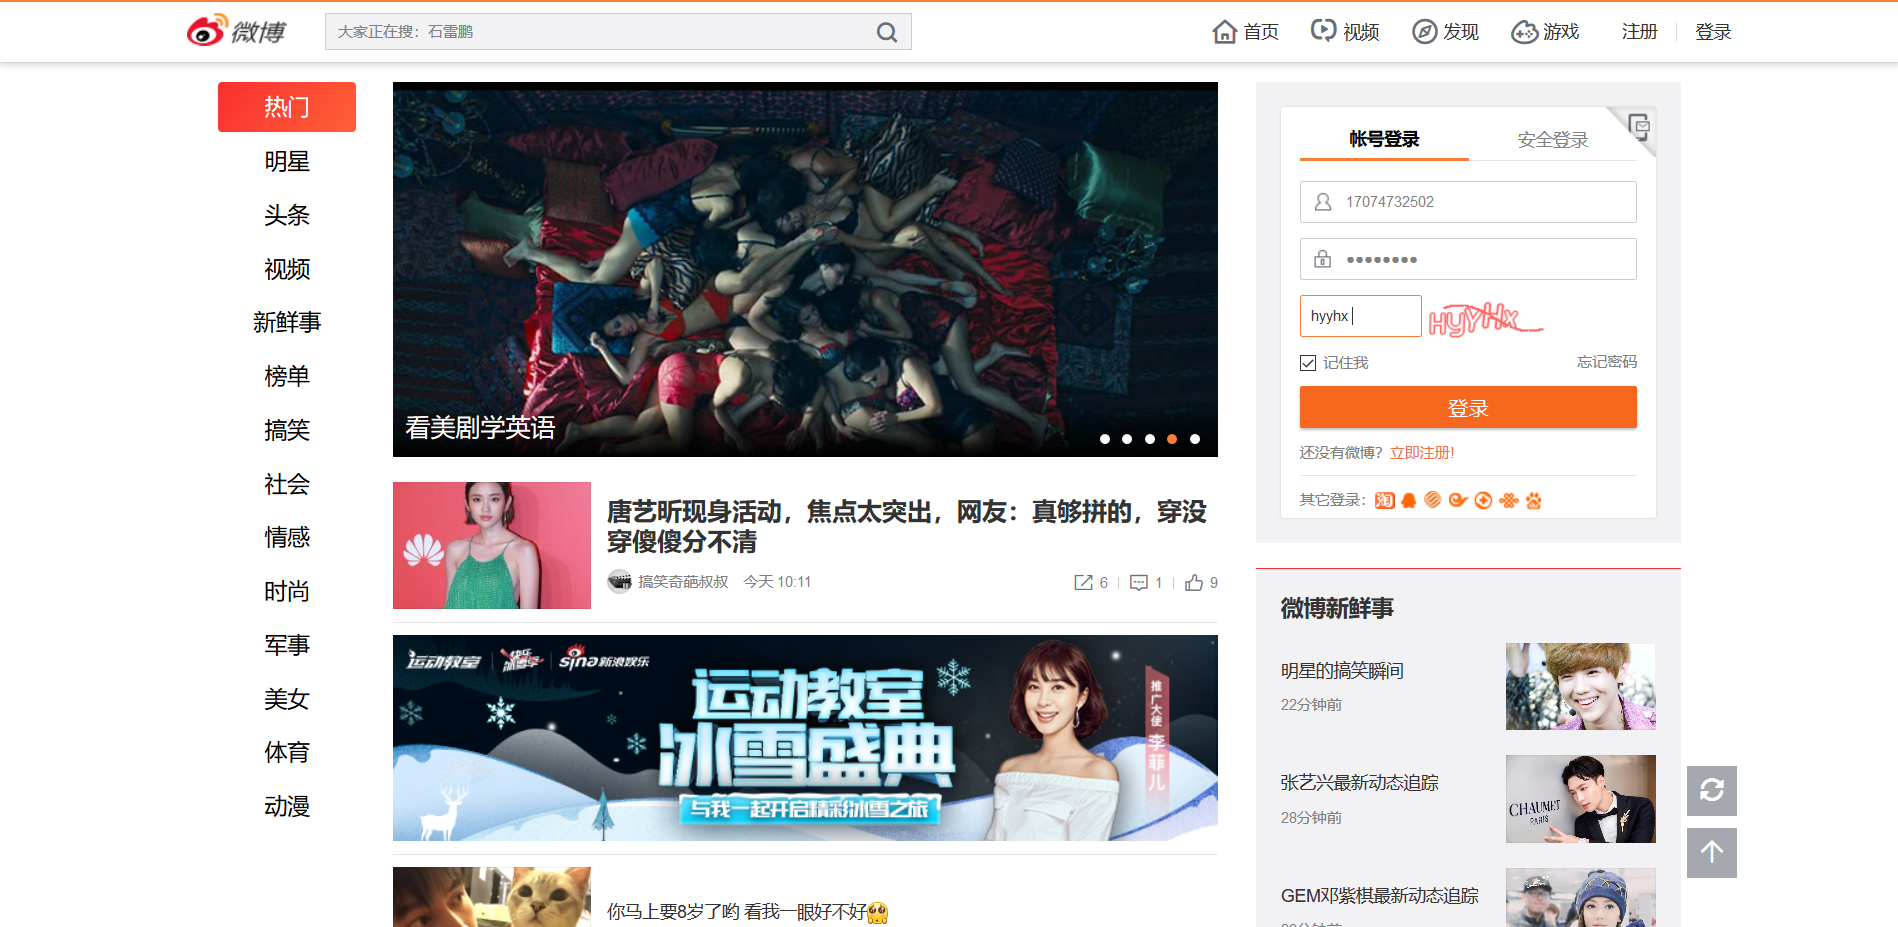 微博
大家正在搜：石雷鹏
首页
视频
发现
游戏
注册
登录
热门
明星
头条
视频
新鲜事
榜单
搞笑
社会
情感
时尚
军事
美女
体育
动漫
看美剧学英语
唐艺昕现身活动，焦点太突出，网友：真够拼的，穿没
穿傻傻分不清
搞笑奇葩叔叔 今天 10:11
6
1
9
运动教室 快乐冰雪季 sina新浪娱乐
运动教室
冰雪盛典
与我一起开启精彩冰雪之旅
推广大使 李菲儿
你马上要8岁了哟 看我一眼好不好
帐号登录
安全登录
17074732502
●●●●●●●●
hyyhx
HyYHx
记住我
忘记密码
登录
还没有微博？立即注册!
其它登录：
淘
微博新鲜事
明星的搞笑瞬间
22分钟前
张艺兴最新动态追踪
28分钟前
CHAUMET
PARIS
GEM邓紫棋最新动态追踪